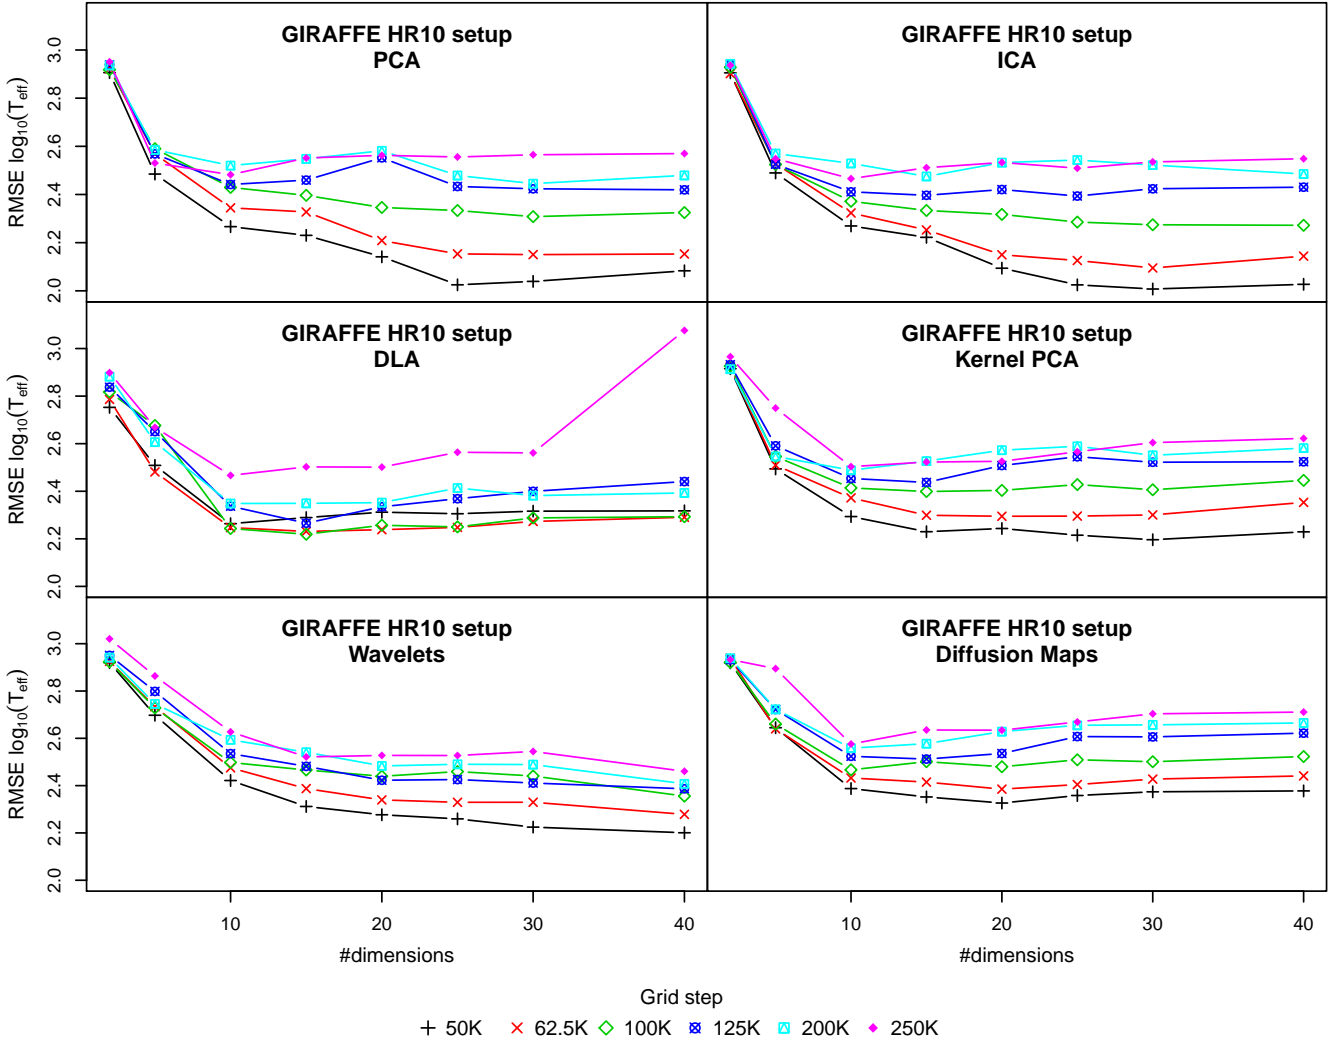 GIRAFFE HR10 setup
PCA
GIRAFFE HR10 setup
ICA
RMSE log₁₀(T_eff)
3.0
2.8
2.6
2.4
2.2
2.0
GIRAFFE HR10 setup
DLA
GIRAFFE HR10 setup
Kernel PCA
RMSE log₁₀(T_eff)
3.0
2.8
2.6
2.4
2.2
2.0
GIRAFFE HR10 setup
Wavelets
GIRAFFE HR10 setup
Diffusion Maps
RMSE log₁₀(T_eff)
3.0
2.8
2.6
2.4
2.2
2.0
10 20 30 40
10 20 30 40
#dimensions
#dimensions
Grid step
50K 62.5K 100K 125K 200K 250K